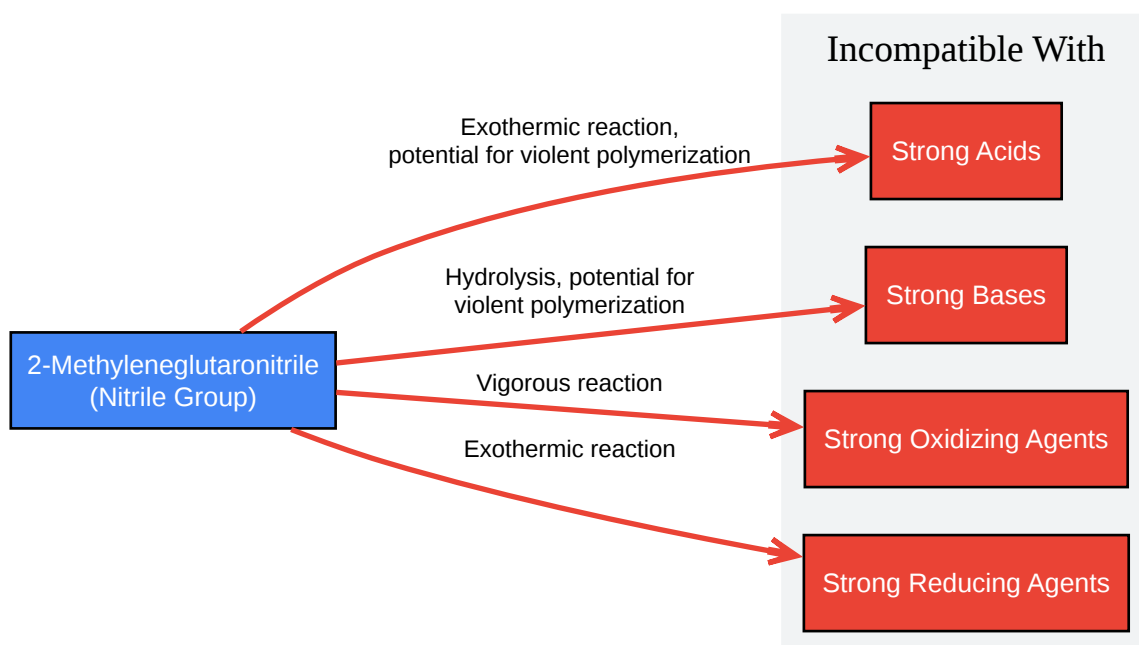 Incompatible With
Exothermic reaction,
potential for violent polymerization
Strong Acids
Hydrolysis, potential for
violent polymerization
Strong Bases
2-Methyleneglutaronitrile
(Nitrile Group)
Vigorous reaction
Strong Oxidizing Agents
Exothermic reaction
Strong Reducing Agents